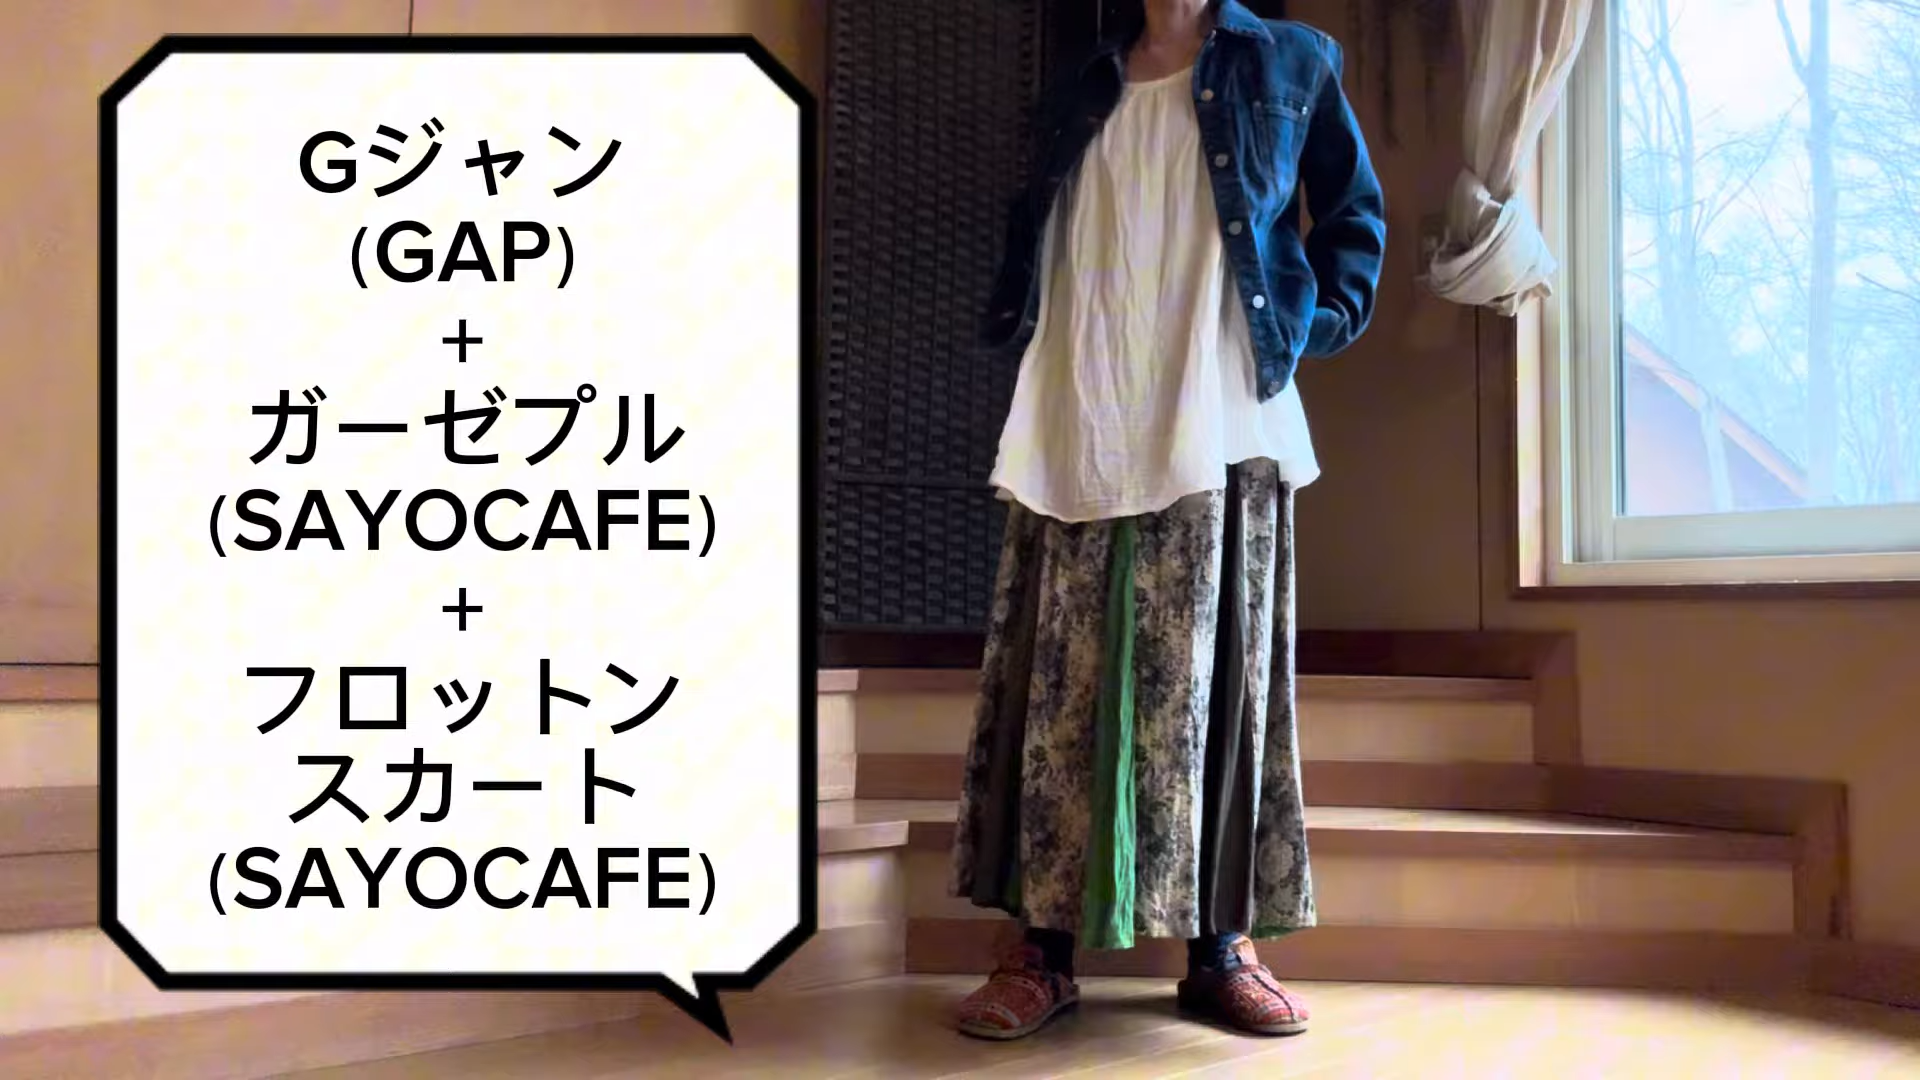 Gジャン
(GAP)
+
ガーゼプル
(SAYOCAFE)
+
フロットン
スカート
(SAYOCAFE)